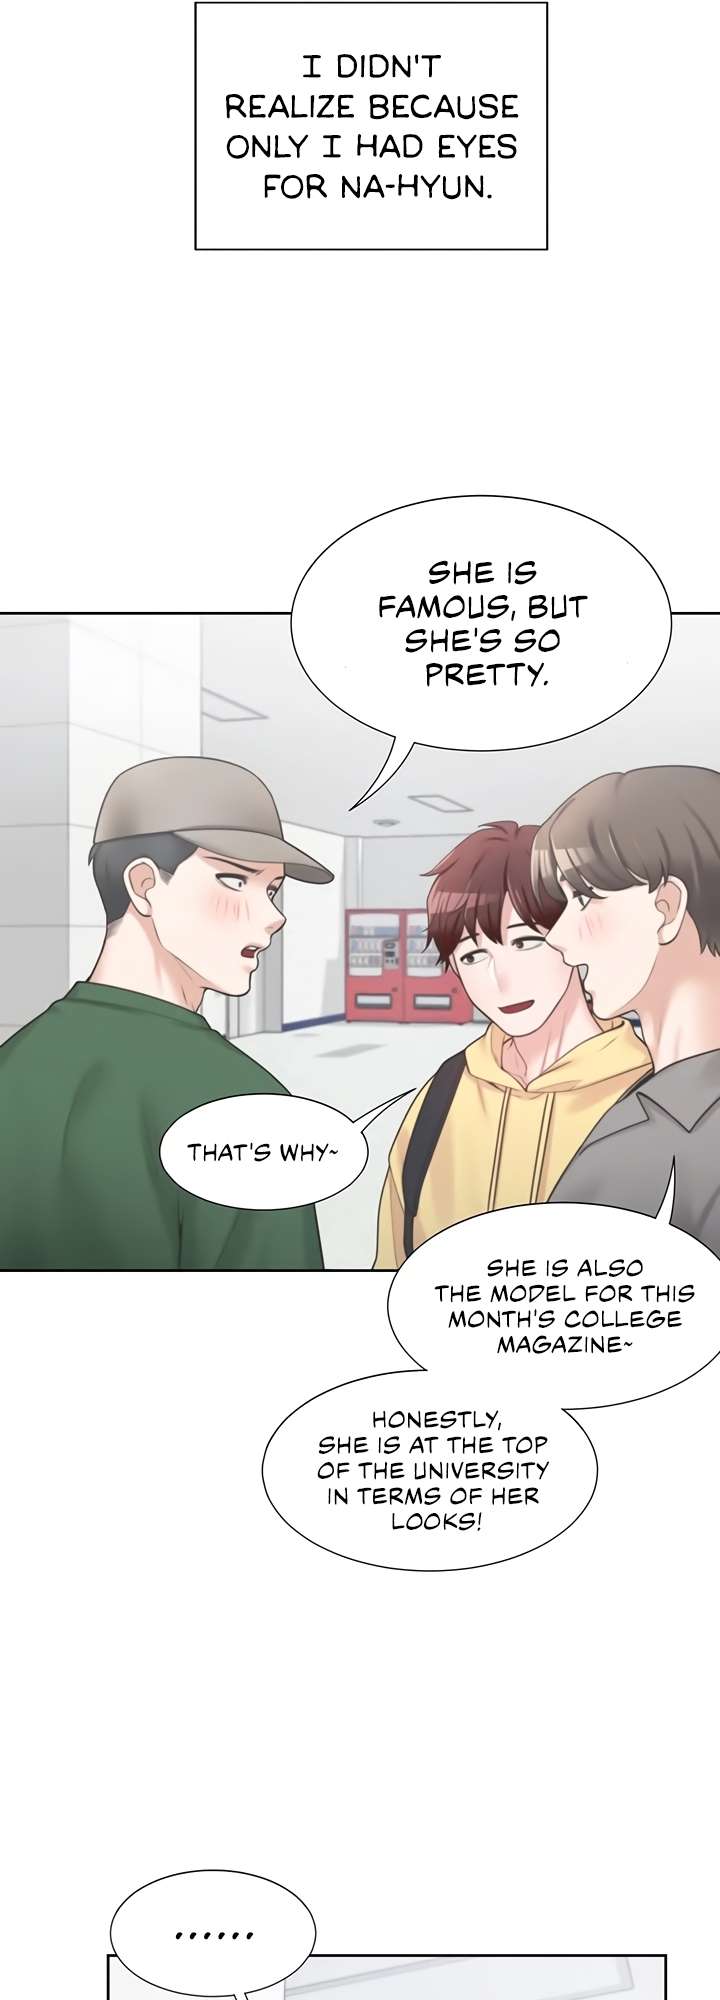 I DIDN'T
REALIZE BECAUSE
ONLY I HAD EYES
FOR NA-HYUN.
SHE IS
FAMOUS, BUT
SHE'S SO
PRETTY.
THAT'S WHY~
SHE IS ALSO
THE MODEL FOR THIS
MONTH'S COLLEGE
MAGAZINE~
HONESTLY,
SHE IS AT THE TOP
OF THE UNIVERSITY
IN TERMS OF HER
LOOKS!
......